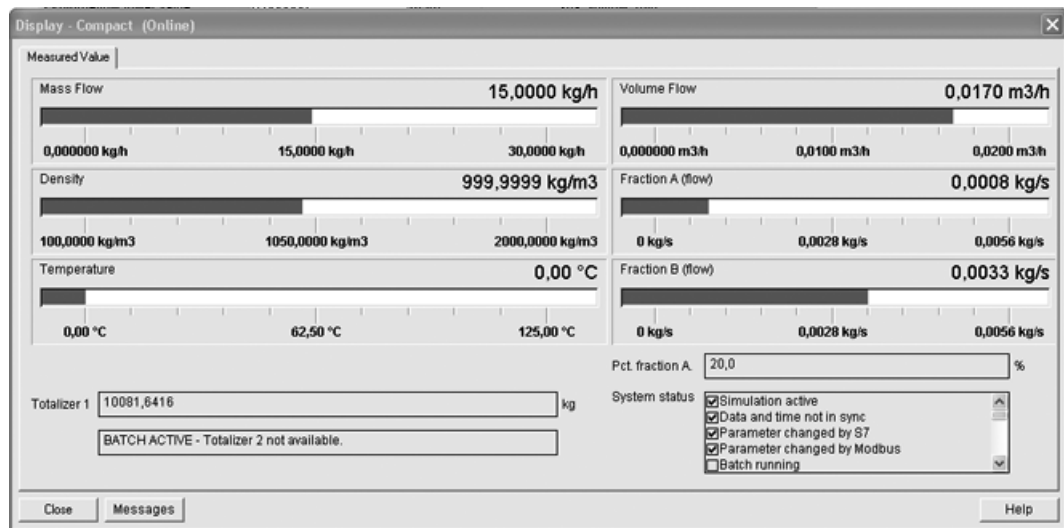 Display - Compact (Online)
Measured Value
Mass Flow
15,0000 kg/h
0,000000 kg/h 15,0000 kg/h 30,0000 kg/h
Volume Flow
0,0170 m3/h
0,000000 m3/h 0,0100 m3/h 0,0200 m3/h
Density
999,9999 kg/m3
100,0000 kg/m3 1050,0000 kg/m3 2000,0000 kg/m3
Fraction A (flow)
0,0008 kg/s
0 kg/s 0,0028 kg/s 0,0056 kg/s
Temperature
0,00 °C
0,00 °C 62,50 °C 125,00 °C
Fraction B (flow)
0,0033 kg/s
0 kg/s 0,0028 kg/s 0,0056 kg/s
Pct. fraction A. 20,0 %
Totalizer 1 10081,6416 kg
BATCH ACTIVE - Totalizer 2 not available.
System status
Simulation active
Data and time not in sync
Parameter changed by S7
Parameter changed by Modbus
Batch running
Close Messages Help